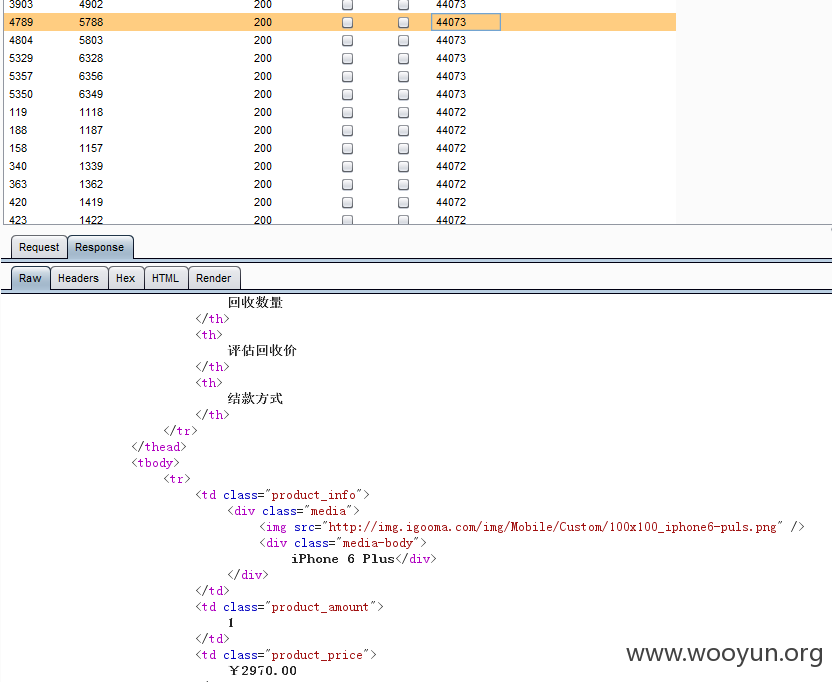 3903 4902 200 44073
4789 5788 200 44073
4804 5803 200 44073
5329 6328 200 44073
5357 6356 200 44073
5350 6349 200 44073
119 1118 200 44072
188 1187 200 44072
158 1157 200 44072
340 1339 200 44072
363 1362 200 44072
420 1419 200 44072
423 1422 200 44072
Request Response
Raw Headers Hex HTML Render
回收数量
</th>
<th>
评估回收价
</th>
<th>
结款方式
</th>
</tr>
</thead>
<tbody>
<tr>
<td class="product_info">
<div class="media">
<img src="http://img.igooma.com/img/Mobile/Custom/100x100_iphone6-puls.png" />
<div class="media-body">
iPhone 6 Plus</div>
</div>
</td>
<td class="product_amount">
1
</td>
<td class="product_price">
￥2970.00
www.wooyun.org